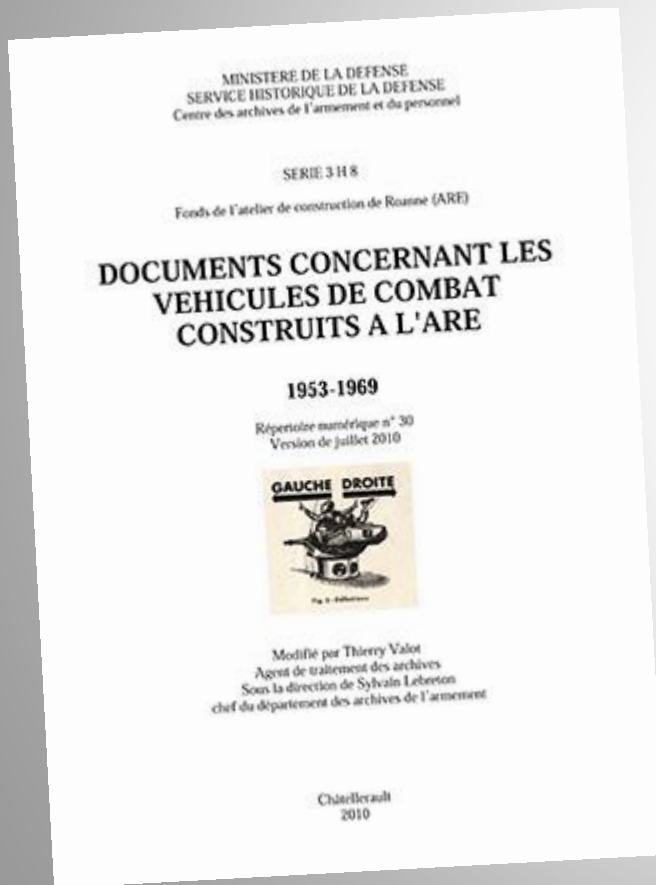 MINISTERE DE LA DEFENSE
SERVICE HISTORIQUE DE LA DEFENSE
Centre des archives de l'armement et du personnel
SERIE 3 H 8
Fonds de l'atelier de construction de Roanne (ARE)
DOCUMENTS CONCERNANT LES
VEHICULES DE COMBAT
CONSTRUITS A L'ARE
1953-1969
Répertoire numérique n° 30
Version de juillet 2010
GAUCHE DROITE
Fig. 5 -
Modifié par Thierry Valot
Agent de traitement des archives
Sous la direction de Sylvain Lebreton
chef du département des archives de l'armement
Châtellerault
2010